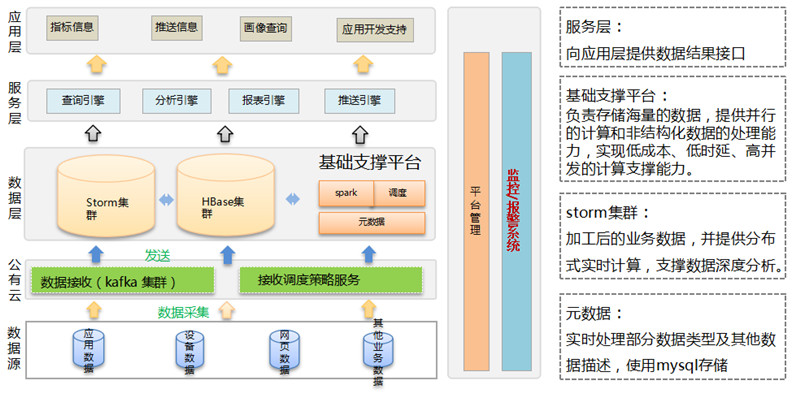 应用层
指标信息
推送信息
画像查询
应用开发支持
服务层
查询引擎
分析引擎
报表引擎
推送引擎
数据层
Storm集
群
HBase集
群
基础支撑平台
spark
调度
元数据
发送
公有云
数据接收（kafka 集群）
接收调度策略服务
数据采集
数据源
应用数据
设备数据
网页数据
其他业务数据
平台管理
监控/报警系统
服务层：
向应用层提供数据结果接口
基础支撑平台：
负责存储海量的数据，提供并行
的计算和非结构化数据的处理能
力，实现低成本、低时延、高并
发的计算支撑能力。
storm集群：
加工后的业务数据，并提供分布
式实时计算，支撑数据深度分析。
元数据：
实时处理部分数据类型及其他数
据描述，使用mysql存储